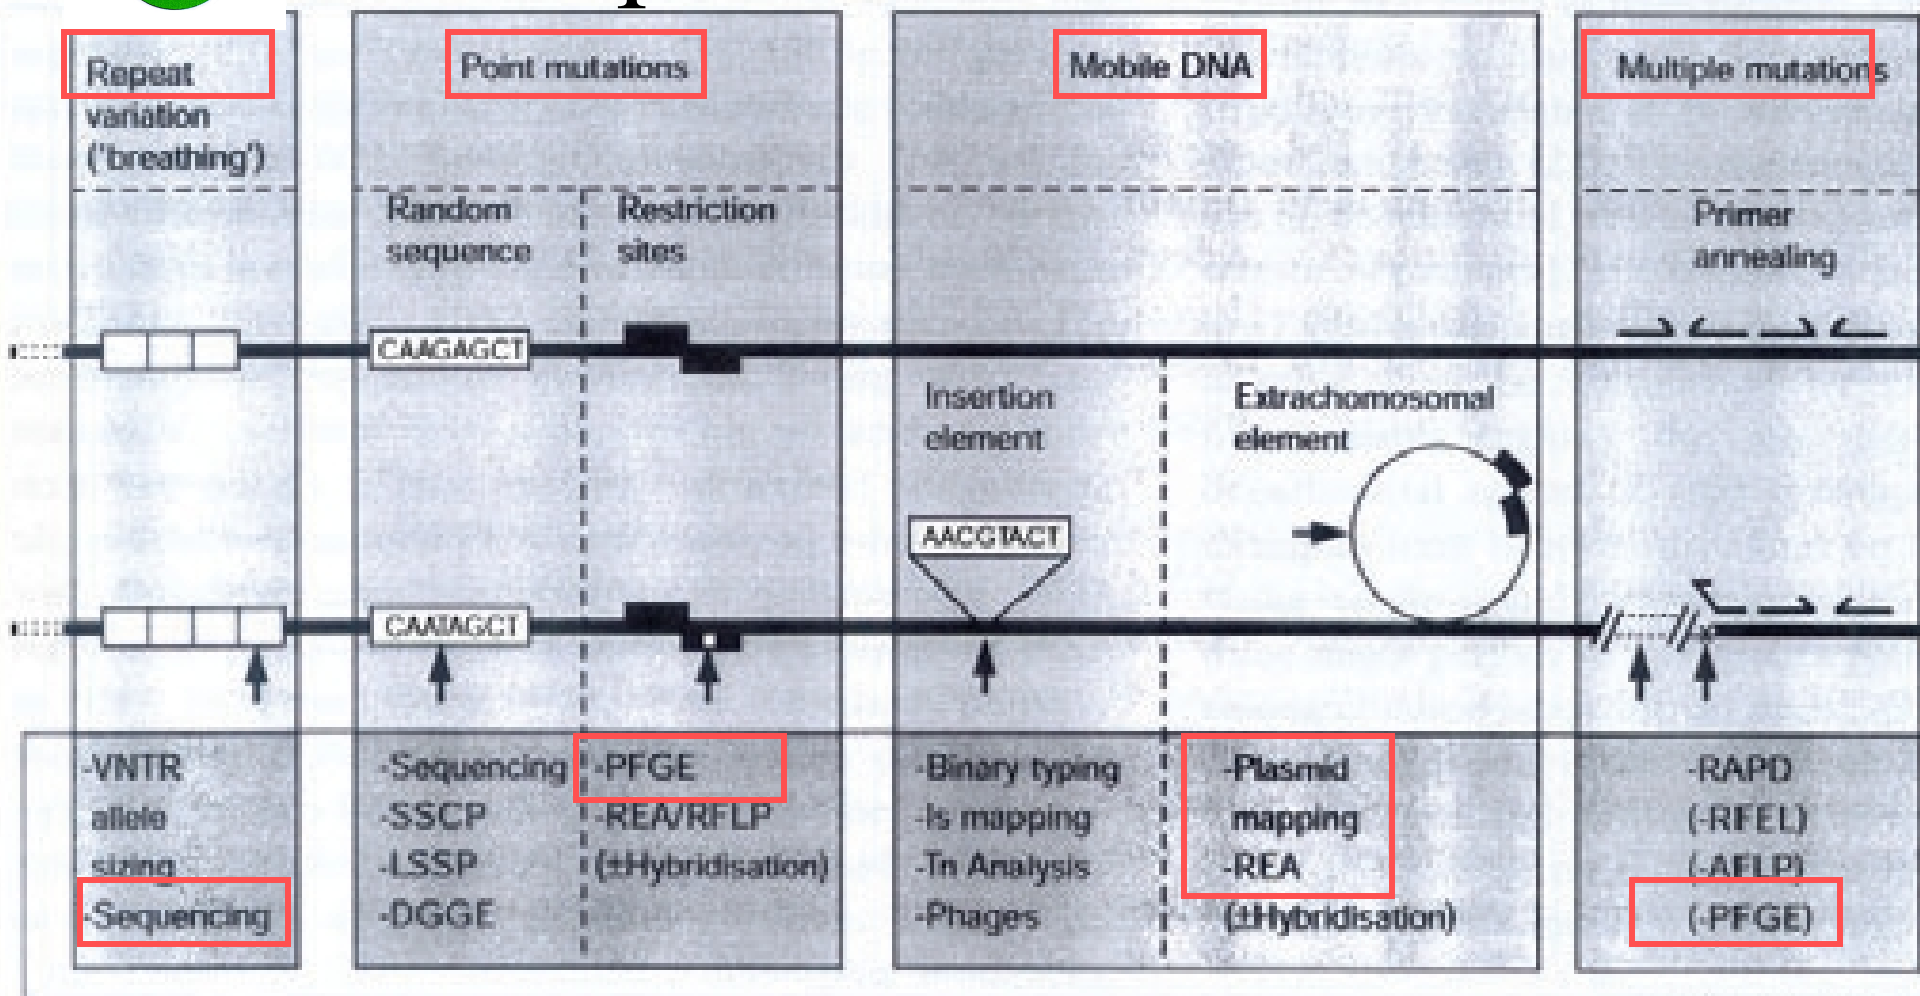 Repeat
variation
('breathing')
Point mutations
Mobile DNA
Multiple mutations
Random
sequence
Restriction
sites
Primer
annealing
CAAGAGCT
Insertion
element
Extrachomosomal
element
AACGTACT
CAATAGCT
-VNTR
allele
sizing
-Sequencing
-Sequencing
-SSCP
-LSSP
-DGGE
-PFGE
-REA/RFLP
(±Hybridisation)
-Binary typing
-Is mapping
-Tn Analysis
-Phages
-Plasmid
mapping
-REA
(±Hybridisation)
-RAPD
(-RFEL)
(-AFLP)
(-PFGE)